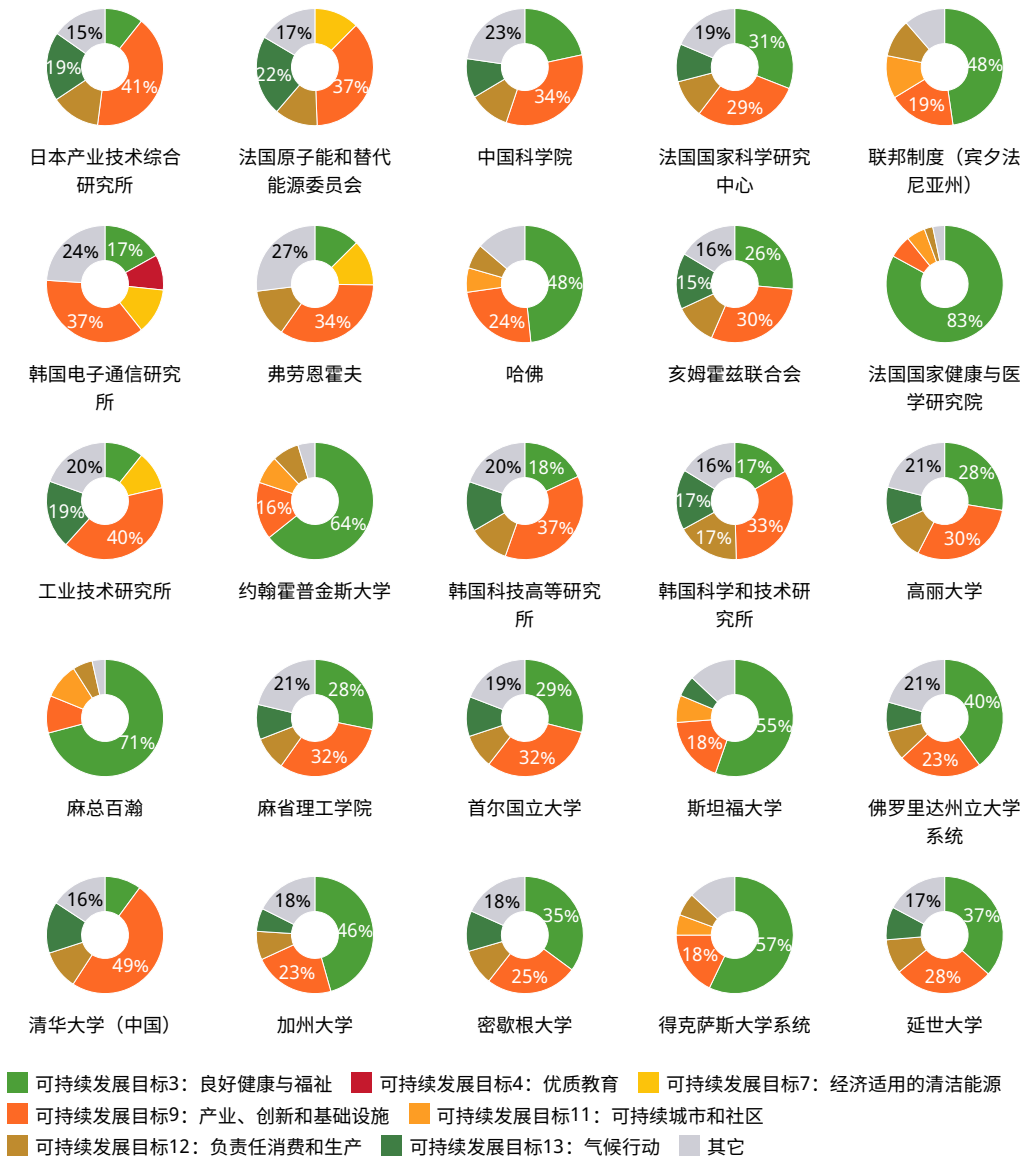 15%
19%
41%
17%
22%
37%
23%
34%
19%
31%
29%
48%
19%
日本产业技术综合
研究所
法国原子能和替代
能源委员会
中国科学院
法国国家科学研究
中心
联邦制度（宾夕法
尼亚州）
24%
17%
37%
27%
34%
48%
24%
16%
26%
15%
30%
83%
韩国电子通信研究
所
弗劳恩霍夫
哈佛
亥姆霍兹联合会
法国国家健康与医
学研究院
20%
19%
40%
16%
64%
20%
18%
37%
16%
17%
17%
33%
17%
21%
28%
30%
工业技术研究所
约翰霍普金斯大学
韩国科技高等研究
所
韩国科学和技术研
究所
高丽大学
71%
21%
28%
32%
19%
29%
32%
55%
18%
21%
40%
23%
麻总百瀚
麻省理工学院
首尔国立大学
斯坦福大学
佛罗里达州立大学
系统
16%
49%
18%
46%
23%
18%
35%
25%
57%
18%
17%
37%
28%
清华大学（中国）
加州大学
密歇根大学
得克萨斯大学系统
延世大学
可持续发展目标3：良好健康与福祉 可持续发展目标4：优质教育 可持续发展目标7：经济适用的清洁能源
可持续发展目标9：产业、创新和基础设施 可持续发展目标11：可持续城市和社区
可持续发展目标12：负责任消费和生产 可持续发展目标13：气候行动 其它